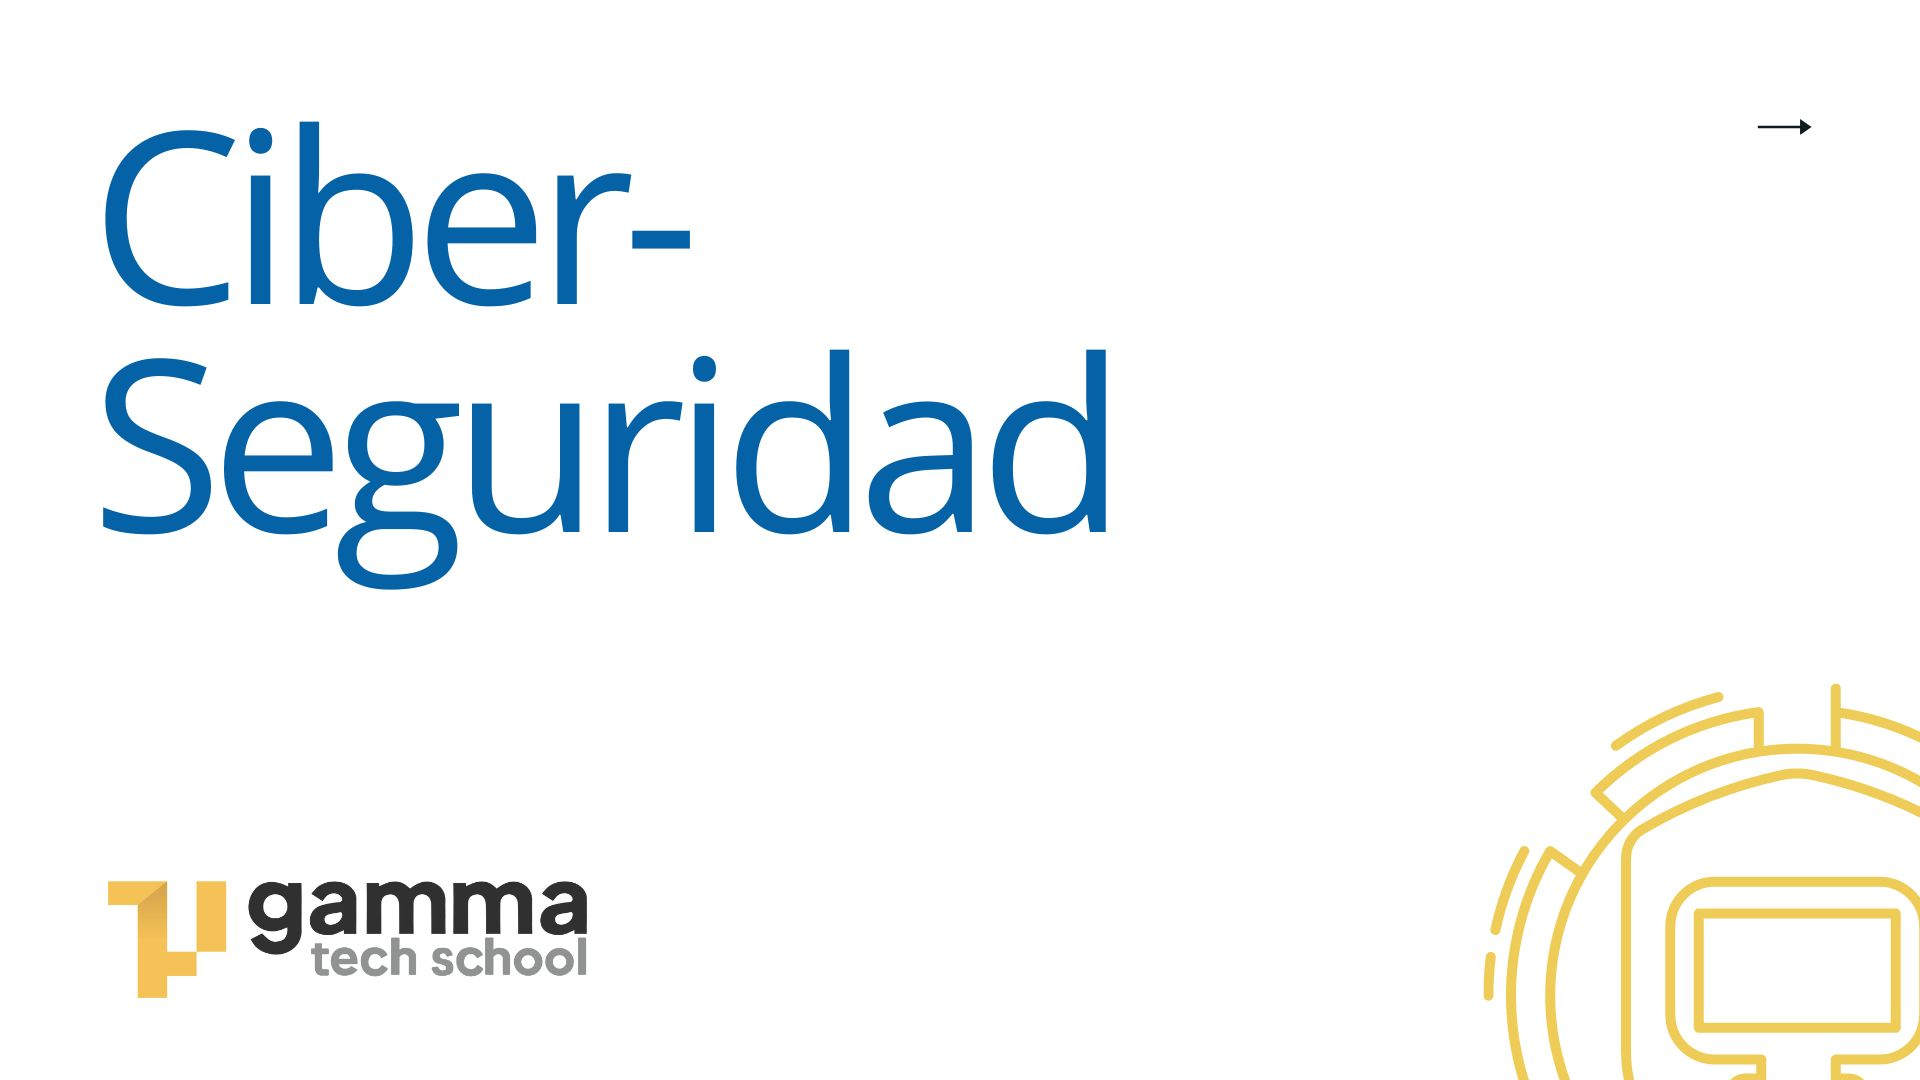 Ciber-
Seguridad
gamma
tech school